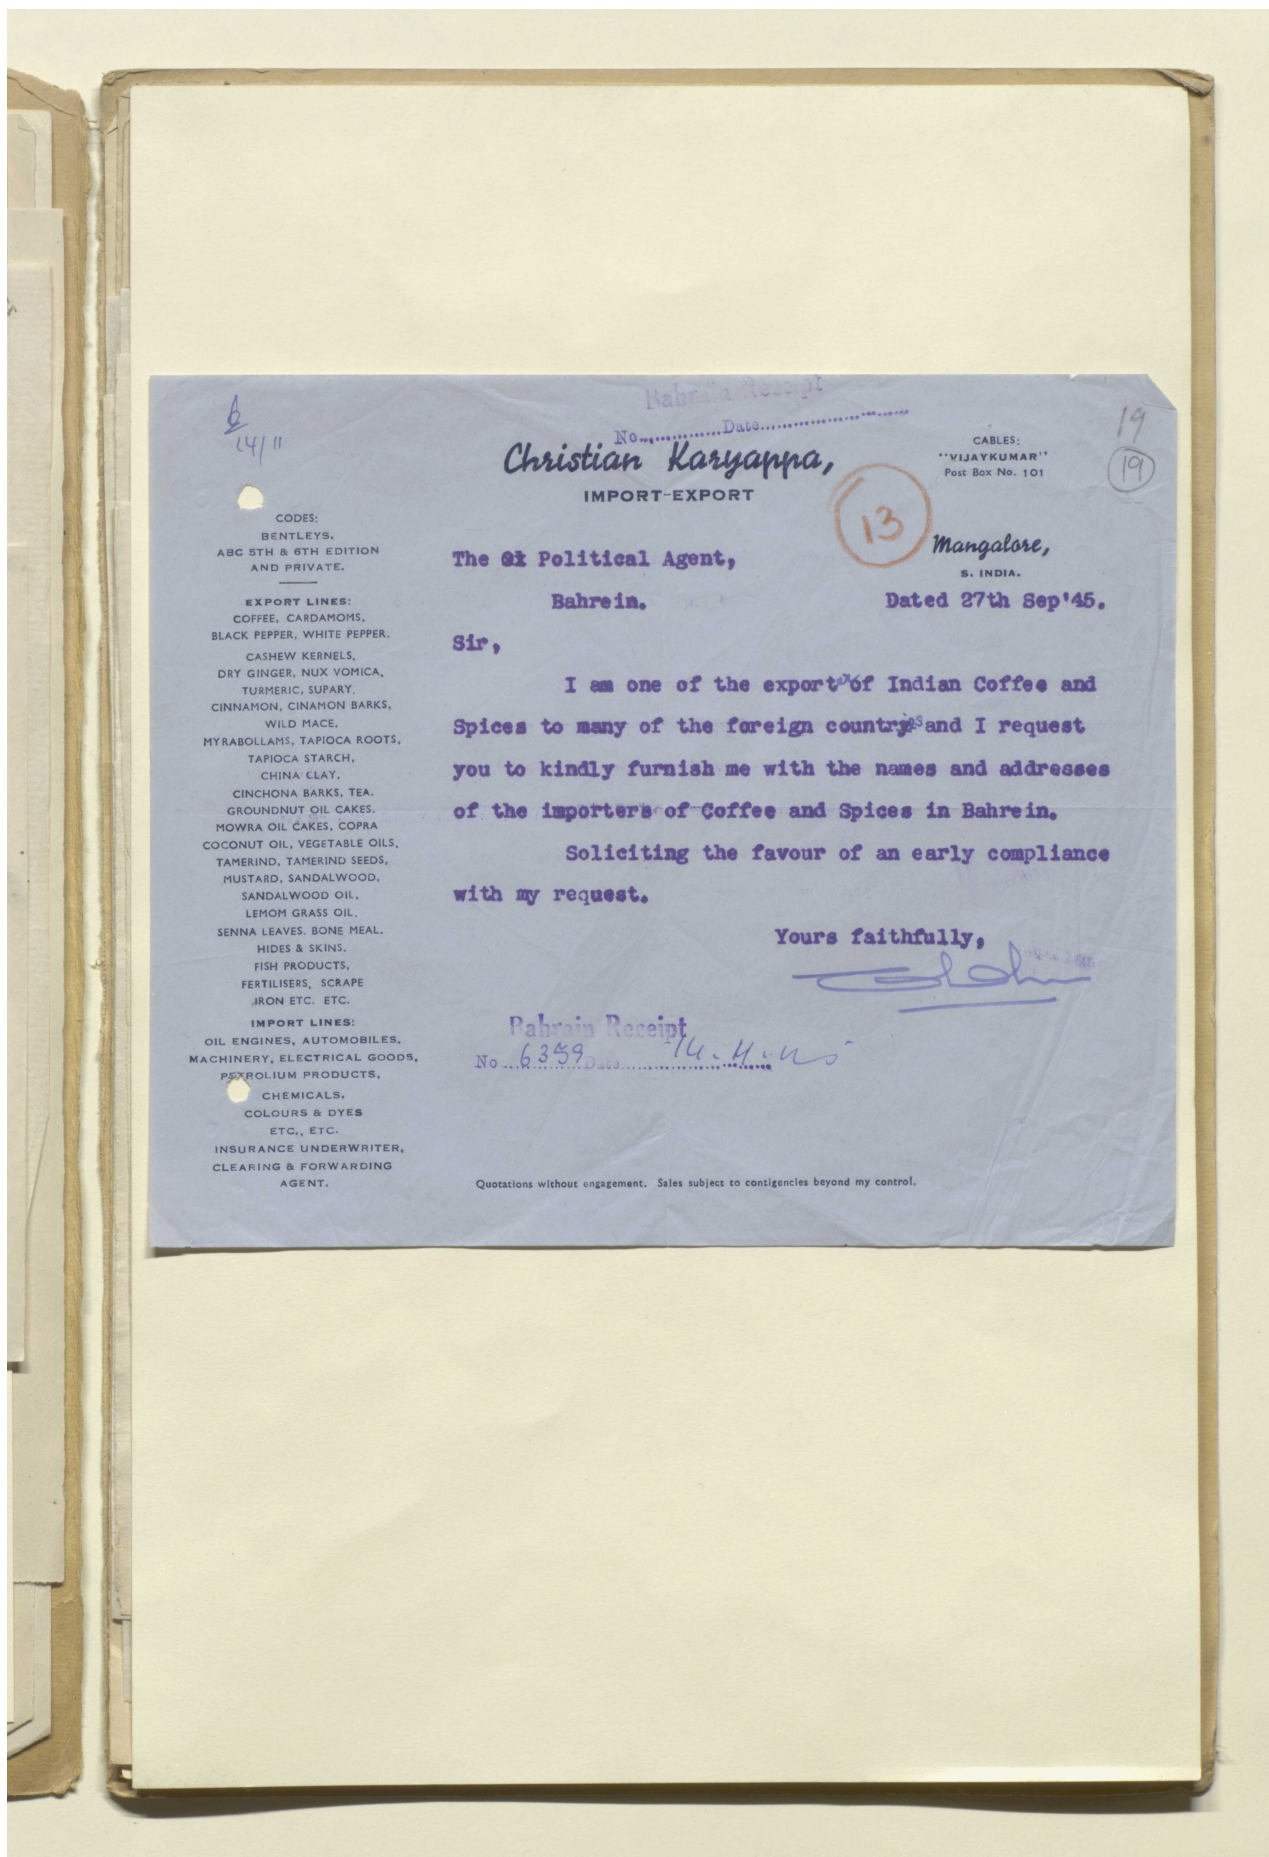 Bahrain Receipt
No.............Date........................
14/11
19
19
Christian Karyappa,
IMPORT-EXPORT
CABLES:
"VIJAYKUMAR"
Post Box No. 101
13
Mangalore,
S. INDIA.
CODES:
BENTLEYS,
ABC 5TH & 6TH EDITION
AND PRIVATE.
EXPORT LINES:
COFFEE, CARDAMOMS,
BLACK PEPPER, WHITE PEPPER.
CASHEW KERNELS,
DRY GINGER, NUX VOMICA,
TURMERIC, SUPARY,
CINNAMON, CINAMON BARKS,
WILD MACE,
MYRABOLLAMS, TAPIOCA ROOTS,
TAPIOCA STARCH,
CHINA CLAY,
CINCHONA BARKS, TEA.
GROUNDNUT OIL CAKES.
MOWRA OIL CAKES, COPRA
COCONUT OIL, VEGETABLE OILS,
TAMERIND, TAMERIND SEEDS,
MUSTARD, SANDALWOOD,
SANDALWOOD OIL,
LEMOM GRASS OIL,
SENNA LEAVES. BONE MEAL.
HIDES & SKINS.
FISH PRODUCTS,
FERTILISERS, SCRAPE
IRON ETC. ETC.
IMPORT LINES:
OIL ENGINES, AUTOMOBILES,
MACHINERY, ELECTRICAL GOODS,
PETROLIUM PRODUCTS,
CHEMICALS,
COLOURS & DYES
ETC., ETC.
INSURANCE UNDERWRITER,
CLEARING & FORWARDING
AGENT.
The Political Agent,
Bahrein.
Dated 27th Sep'45.
Sir,
I am one of the exportr of Indian Coffee and
Spices to many of the foreign countries and I request
you to kindly furnish me with the names and addresses
of the importers of Coffee and Spices in Bahrein.
Soliciting the favour of an early compliance
with my request.
Yours faithfully,
Bahrain Receipt
No...6359 Date...14.11.45
Quotations without engagement. Sales subject to contigencies beyond my control.